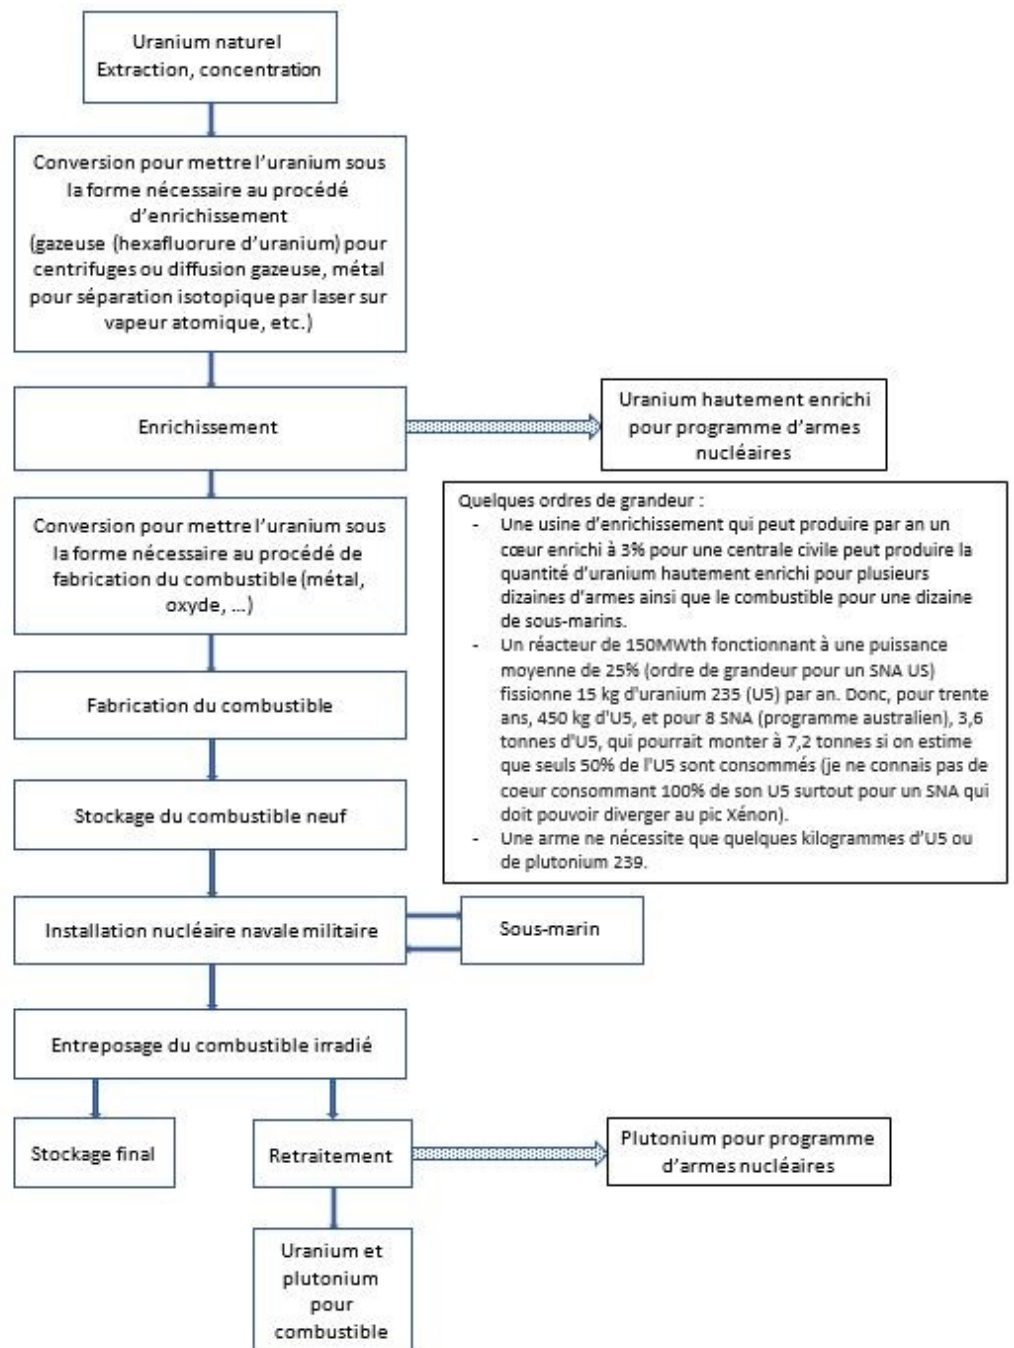 Uranium naturel
Extraction, concentration
Conversion pour mettre l'uranium sous
la forme nécessaire au procédé
d'enrichissement
(gazeuse (hexafluorure d'uranium) pour
centrifuges ou diffusion gazeuse, métal
pour séparation isotopique par laser sur
vapeur atomique, etc.)
Enrichissement
Uranium hautement enrichi
pour programme d'armes
nucléaires
Conversion pour mettre l'uranium sous
la forme nécessaire au procédé de
fabrication du combustible (métal,
oxyde, ...)
Quelques ordres de grandeur :
- Une usine d'enrichissement qui peut produire par an un
cœur enrichi à 3% pour une centrale civile peut produire la
quantité d'uranium hautement enrichi pour plusieurs
dizaines d'armes ainsi que le combustible pour une dizaine
de sous-marins.
- Un réacteur de 150MWth fonctionnant à une puissance
moyenne de 25% (ordre de grandeur pour un SNA US)
fissionne 15 kg d'uranium 235 (U5) par an. Donc, pour trente
ans, 450 kg d'U5, et pour 8 SNA (programme australien), 3,6
tonnes d'U5, qui pourrait monter à 7,2 tonnes si on estime
que seuls 50% de l'U5 sont consommés (je ne connais pas de
coeur consommant 100% de son U5 surtout pour un SNA qui
doit pouvoir diverger au pic Xénon).
- Une arme ne nécessite que quelques kilogrammes d'U5 ou
de plutonium 239.
Fabrication du combustible
Stockage du combustible neuf
Installation nucléaire navale militaire
Sous-marin
Entreposage du combustible irradié
Stockage final
Retraitement
Plutonium pour programme
d'armes nucléaires
Uranium et
plutonium
pour
combustible